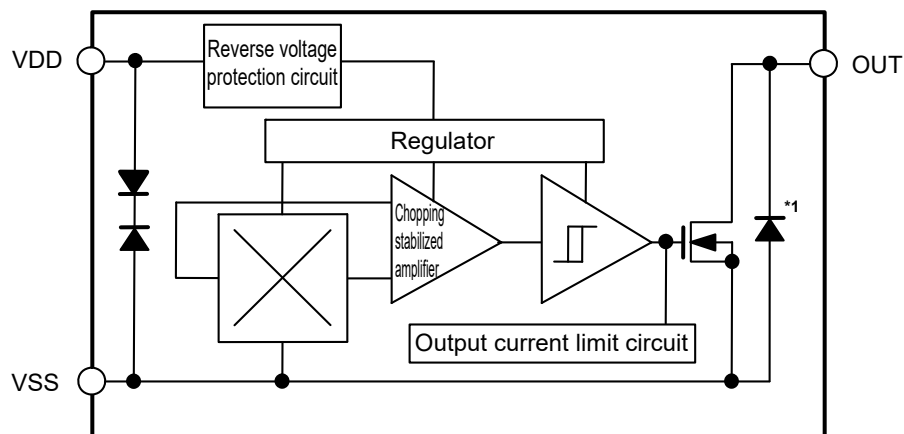 VDD
Reverse voltage
protection circuit
OUT
Regulator
Chopping
stabilized
amplifier
*1
Output current limit circuit
VSS